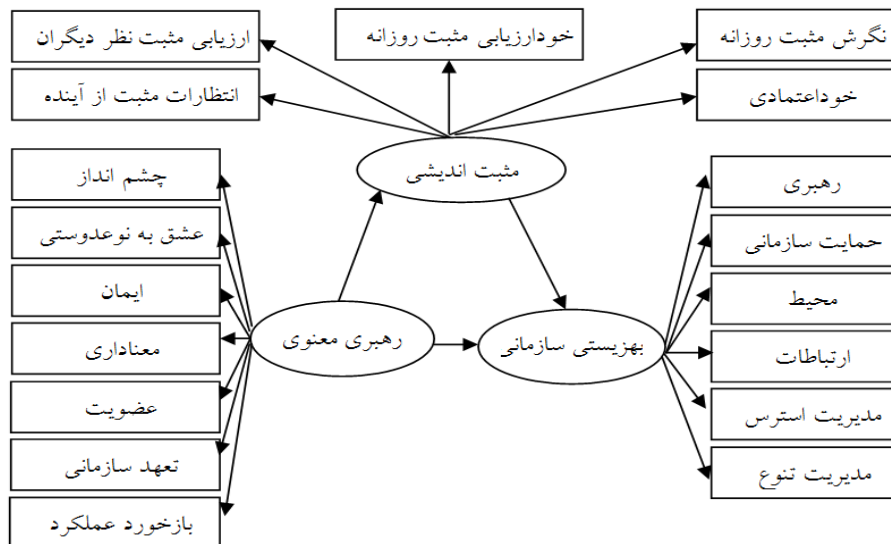 نگرش مثبت روزانه
خودارزیابی مثبت روزانه
ارزیابی مثبت نظر دیگران
خوداعتمادی
انتظارات مثبت از آینده
مثبت اندیشی
رهبری
حمایت سازمانی
محیط
ارتباطات
مدیریت استرس
مدیریت تنوع
بهزیستی سازمانی
رهبری معنوی
چشم انداز
عشق به نوعدوستی
ایمان
معناداری
عضویت
تعهد سازمانی
بازخورد عملکرد